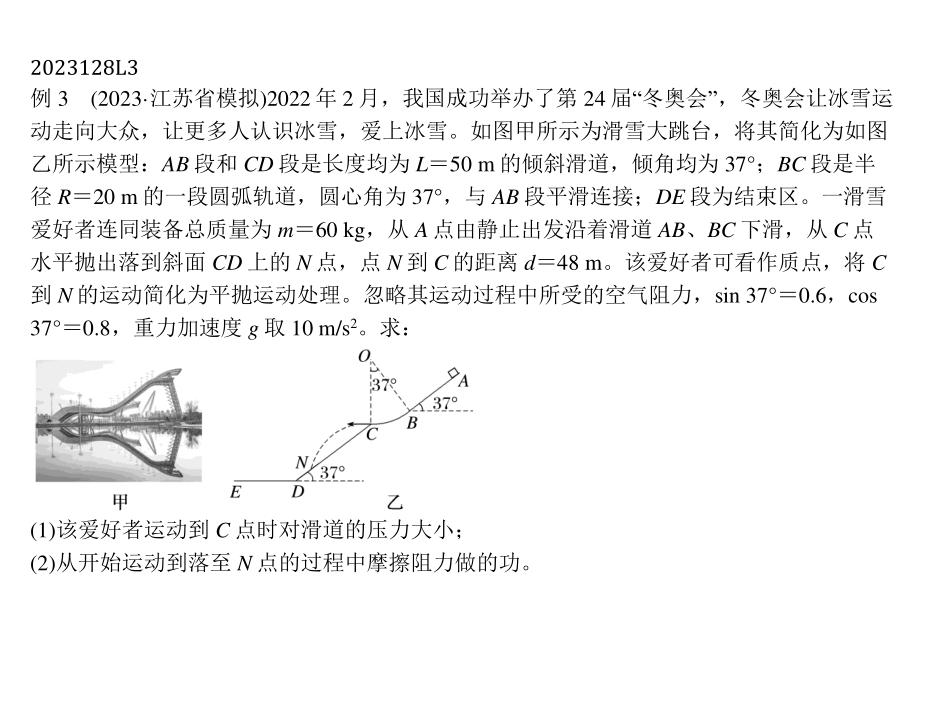 2023128L3
例 3　(2023·江苏省模拟)2022 年 2 月，我国成功举办了第 24 届“冬奥会”，冬奥会让冰雪运
动走向大众，让更多人认识冰雪，爱上冰雪。如图甲所示为滑雪大跳台，将其简化为如图
乙所示模型：AB 段和 CD 段是长度均为 L＝50 m 的倾斜滑道，倾角均为 37°；BC 段是半
径 R＝20 m 的一段圆弧轨道，圆心角为 37°，与 AB 段平滑连接；DE 段为结束区。一滑雪
爱好者连同装备总质量为 m＝60 kg，从 A 点由静止出发沿着滑道 AB、BC 下滑，从 C 点
水平抛出落到斜面 CD 上的 N 点，点 N 到 C 的距离 d＝48 m。该爱好者可看作质点，将 C
到 N 的运动简化为平抛运动处理。忽略其运动过程中所受的空气阻力，sin 37°＝0.6，cos
37°＝0.8，重力加速度 g 取 10 m/s²。求：
O
37°
A
37°
B
C
N
37°
E
D
甲
乙
(1)该爱好者运动到 C 点时对滑道的压力大小；
(2)从开始运动到落至 N 点的过程中摩擦阻力做的功。